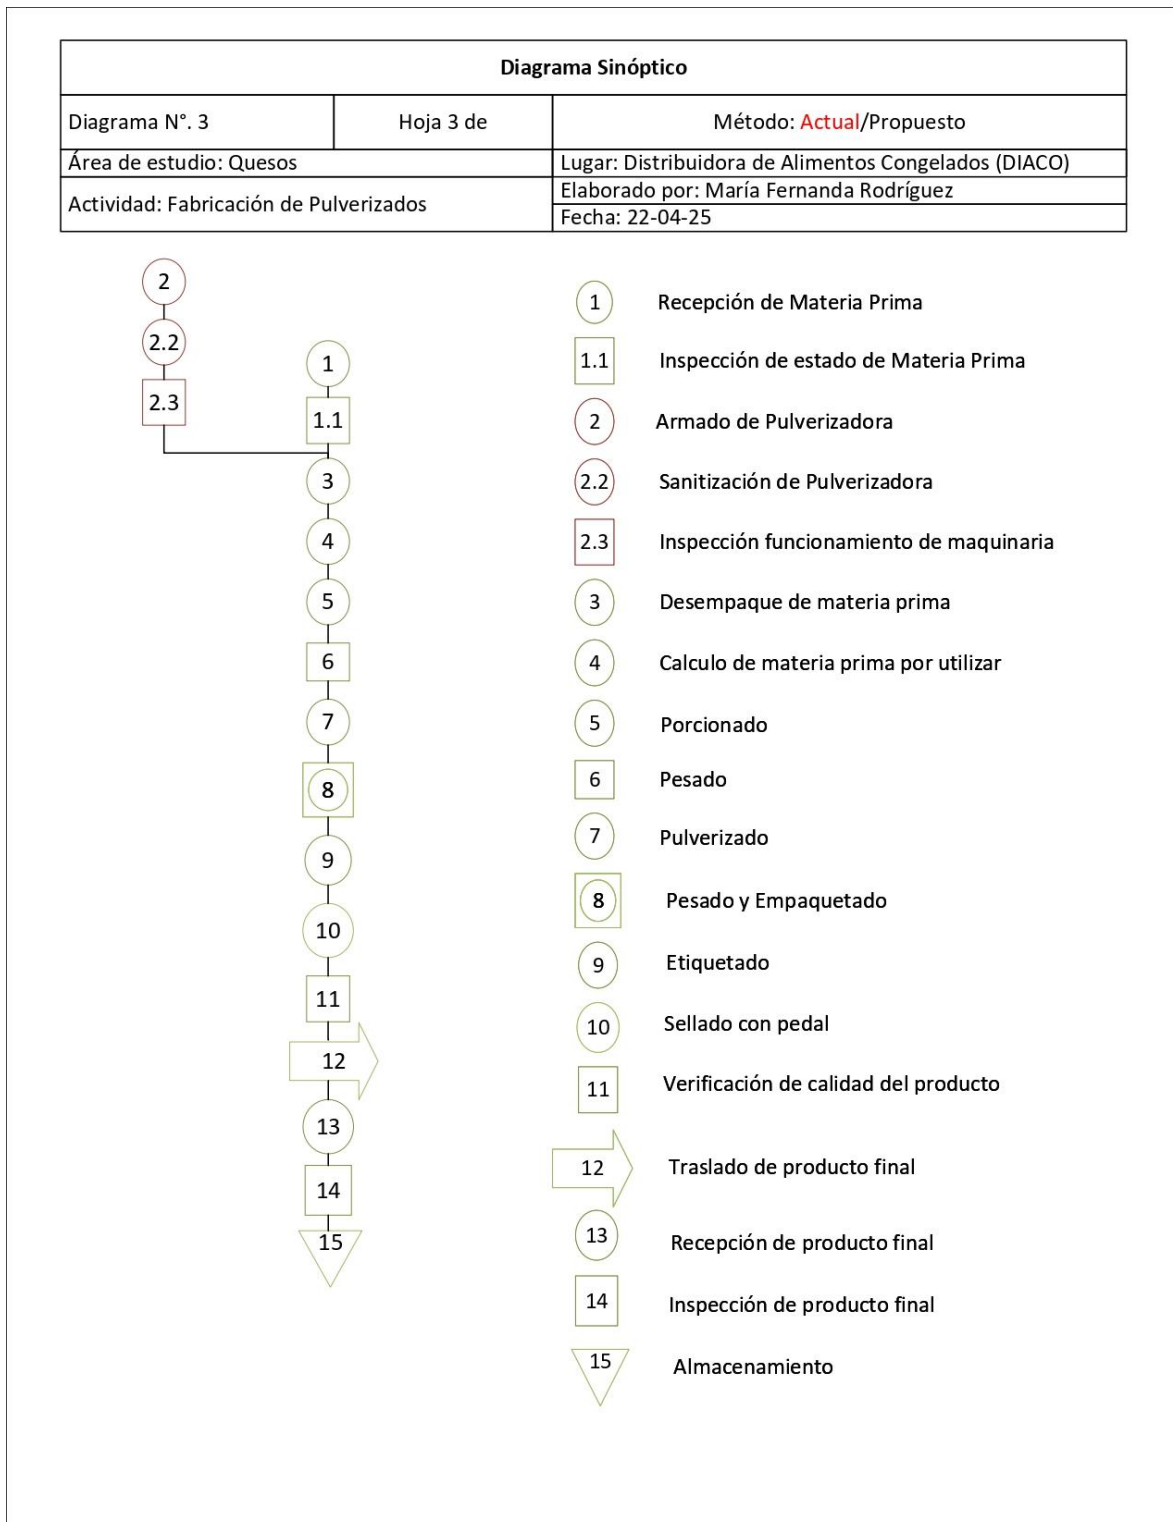 Diagrama Sinóptico
Diagrama N°. 3
Hoja 3 de
Método: Actual/Propuesto
Área de estudio: Quesos
Lugar: Distribuidora de Alimentos Congelados (DIACO)
Actividad: Fabricación de Pulverizados
Elaborado por: María Fernanda Rodríguez
Fecha: 22-04-25
2
2.2
2.3
1
1.1
3
4
5
6
7
8
9
10
11
12
13
14
15
1 Recepción de Materia Prima
1.1 Inspección de estado de Materia Prima
2 Armado de Pulverizadora
2.2 Sanitización de Pulverizadora
2.3 Inspección funcionamiento de maquinaria
3 Desempaque de materia prima
4 Calculo de materia prima por utilizar
5 Porcionado
6 Pesado
7 Pulverizado
8 Pesado y Empaquetado
9 Etiquetado
10 Sellado con pedal
11 Verificación de calidad del producto
12 Traslado de producto final
13 Recepción de producto final
14 Inspección de producto final
15 Almacenamiento